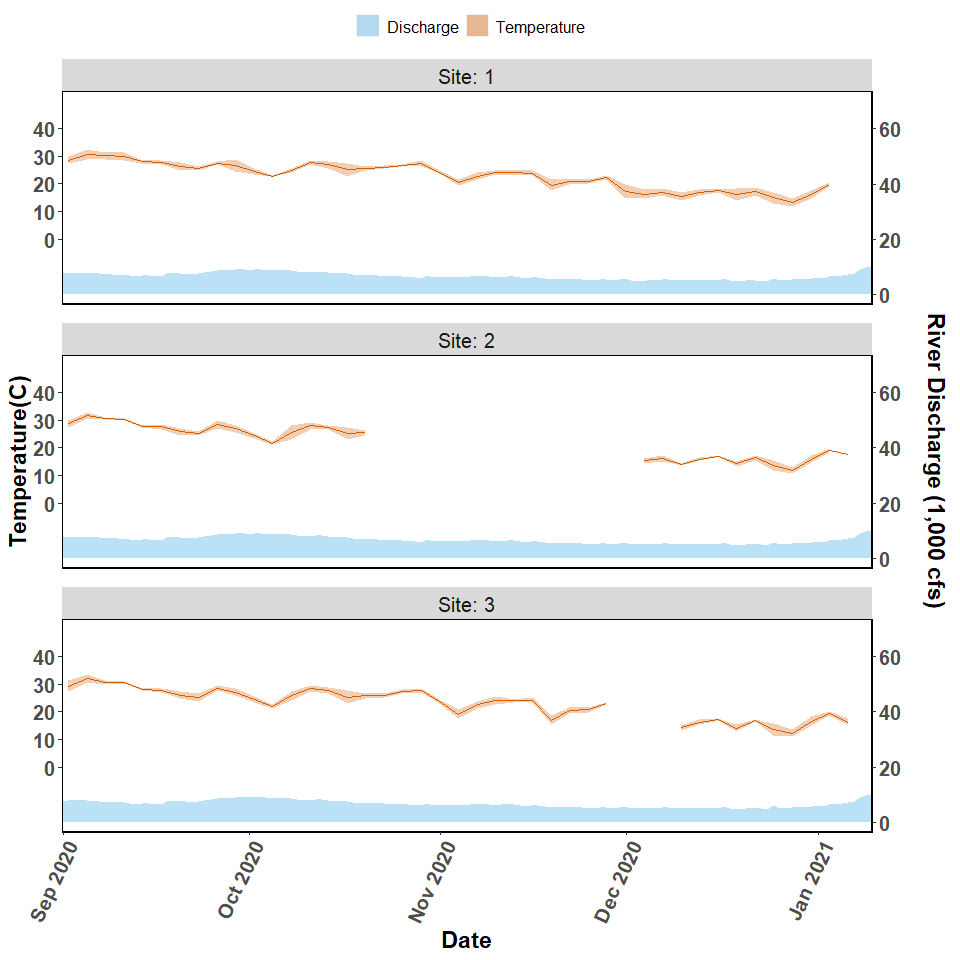 Discharge Temperature
Site: 1
40 60
30
20 40
10
0 20
0
Site: 2
40 60
30
20 40
10
0 20
0
Site: 3
40 60
30
20 40
10
0 20
0
Temperature(C)
River Discharge (1,000 cfs)
Sep 2020 Oct 2020 Nov 2020 Dec 2020 Jan 2021
Date